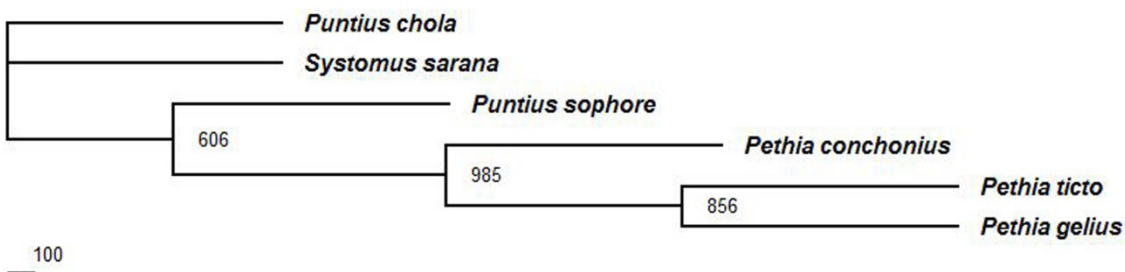 Puntius chola
Systomus sarana
Puntius sophore
606
Pethia conchonius
985
Pethia ticto
856
Pethia gelius
100